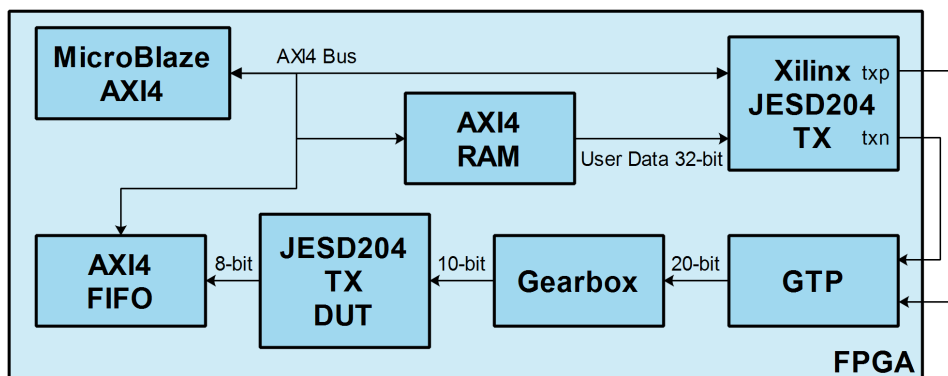 MicroBlaze
AXI4
AXI4 Bus
Xilinx
JESD204
TX
txp
txn
AXI4
RAM
User Data 32-bit
AXI4
FIFO
8-bit
JESD204
TX
DUT
10-bit
Gearbox
20-bit
GTP
FPGA